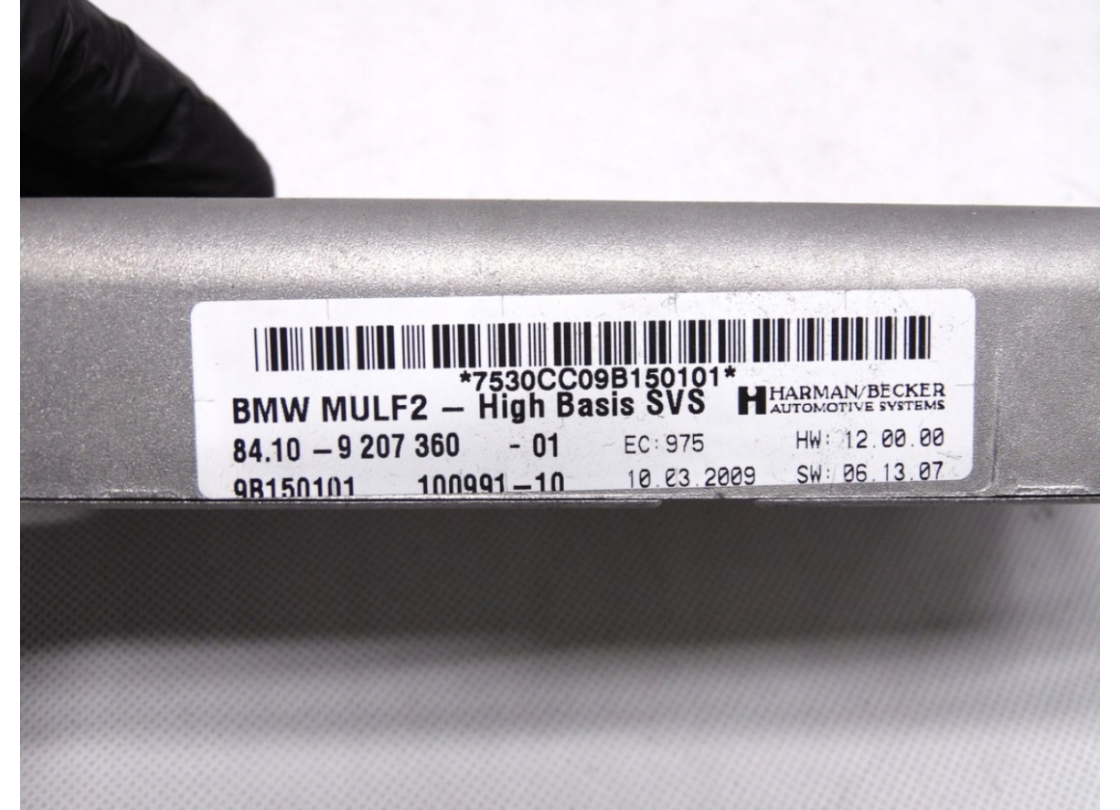 *7530CC09B150101*
BMW MULF2 – High Basis SVS
HARMAN/BECKER
AUTOMOTIVE SYSTEMS
84.10 – 9 207 360 - 01 EC: 975 HW: 12.00.00
9B150101 100991–10 10.03.2009 SW: 06.13.07